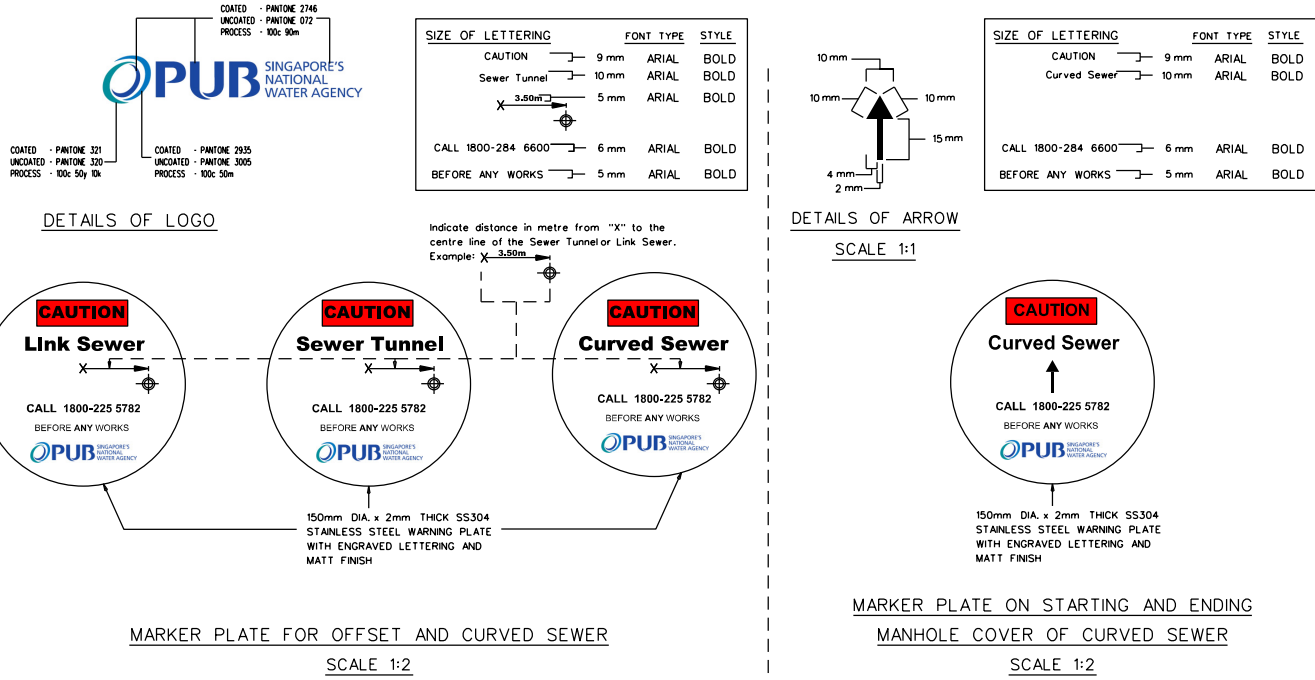 COATED - PANTONE 2746
UNCOATED - PANTONE 072
PROCESS - 100c 90m
PUB SINGAPORE'S
NATIONAL
WATER AGENCY
COATED - PANTONE 321
UNCOATED - PANTONE 320
PROCESS - 100c 50y 10k
COATED - PANTONE 2935
UNCOATED - PANTONE 3005
PROCESS - 100c 50m
DETAILS OF LOGO
SIZE OF LETTERING FONT TYPE STYLE
CAUTION 9 mm ARIAL BOLD
Sewer Tunnel 10 mm ARIAL BOLD
X 3.50m 5 mm ARIAL BOLD
CALL 1800-284 6600 6 mm ARIAL BOLD
BEFORE ANY WORKS 5 mm ARIAL BOLD
Indicate distance in metre from "X" to the
centre line of the Sewer Tunnel or Link Sewer.
Example: X 3.50m
CAUTION
LInk Sewer
X
CALL 1800-225 5782
BEFORE ANY WORKS
PUB SINGAPORE'S
NATIONAL
WATER AGENCY
CAUTION
Sewer Tunnel
X
CALL 1800-225 5782
BEFORE ANY WORKS
PUB SINGAPORE'S
NATIONAL
WATER AGENCY
CAUTION
Curved Sewer
X
CALL 1800-225 5782
BEFORE ANY WORKS
PUB SINGAPORE'S
NATIONAL
WATER AGENCY
150mm DIA. x 2mm THICK SS304
STAINLESS STEEL WARNING PLATE
WITH ENGRAVED LETTERING AND
MATT FINISH
MARKER PLATE FOR OFFSET AND CURVED SEWER
SCALE 1:2
10 mm
10 mm
10 mm
15 mm
4 mm
2 mm
DETAILS OF ARROW
SCALE 1:1
SIZE OF LETTERING FONT TYPE STYLE
CAUTION 9 mm ARIAL BOLD
Curved Sewer 10 mm ARIAL BOLD
CALL 1800-284 6600 6 mm ARIAL BOLD
BEFORE ANY WORKS 5 mm ARIAL BOLD
CAUTION
Curved Sewer
CALL 1800-225 5782
BEFORE ANY WORKS
PUB SINGAPORE'S
NATIONAL
WATER AGENCY
150mm DIA. x 2mm THICK SS304
STAINLESS STEEL WARNING PLATE
WITH ENGRAVED LETTERING AND
MATT FINISH
MARKER PLATE ON STARTING AND ENDING
MANHOLE COVER OF CURVED SEWER
SCALE 1:2